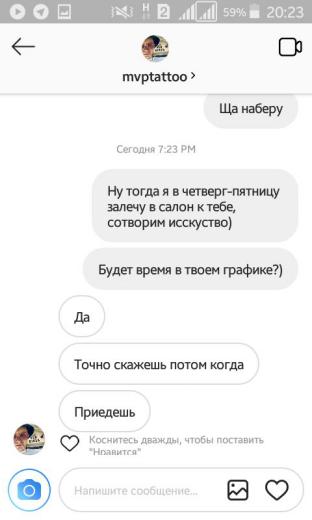 H
2
59%
20:23
mvptattoo >
Ща наберу
Сегодня 7:23 PM
Ну тогда я в четверг-пятницу
залечу в салон к тебе,
сотворим исскуство)
Будет время в твоем графике?)
Да
Точно скажешь потом когда
Приедешь
Коснитесь дважды, чтобы поставить
"Нравится"
Напишите сообщение...